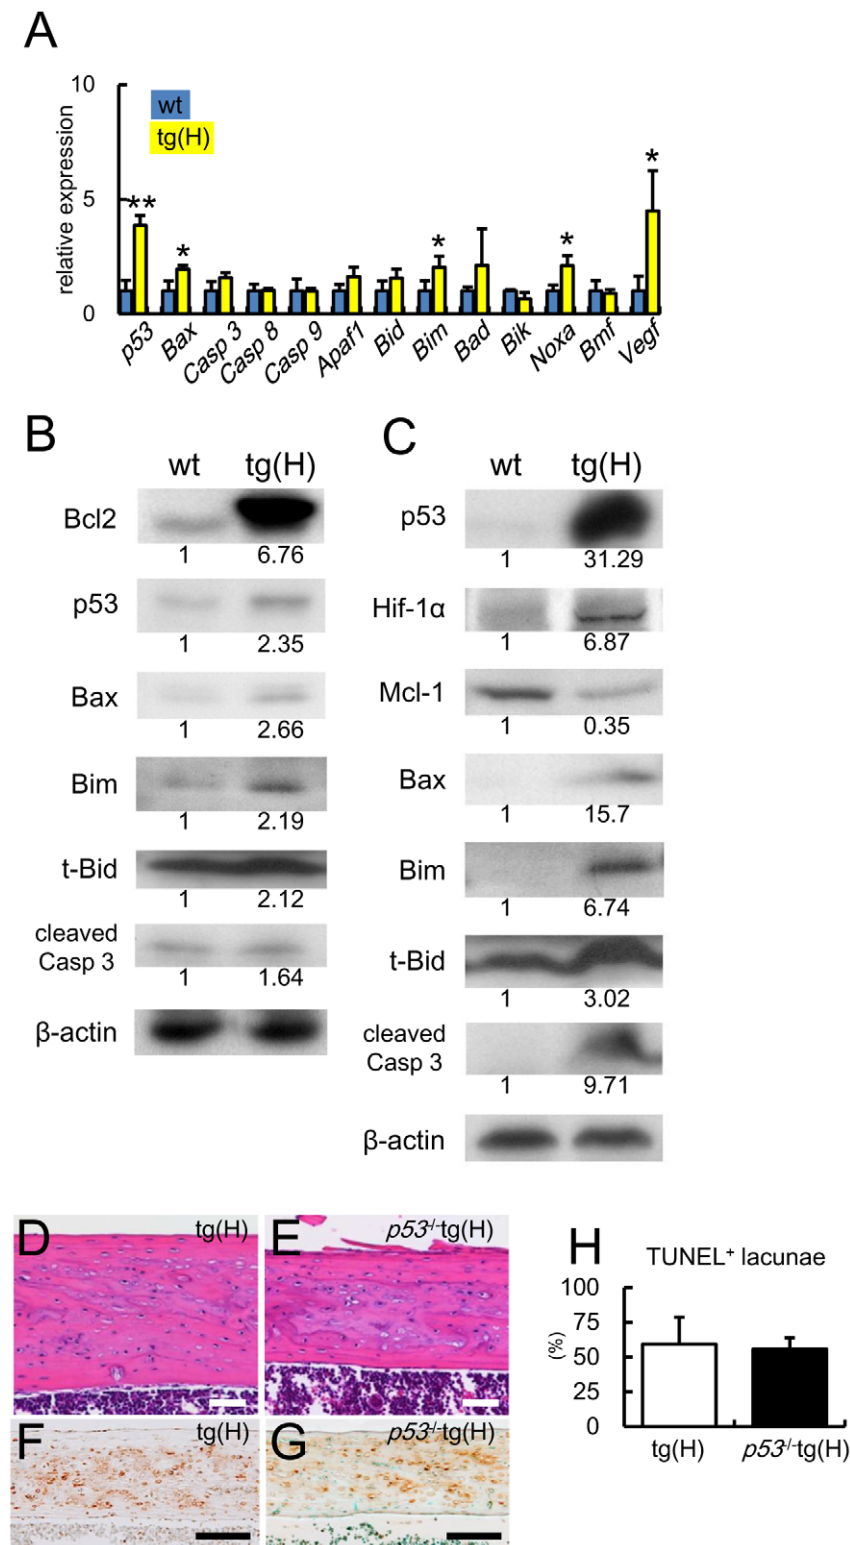 A
10
5
0
relative expression
wt
tg(H)
**
*
*
*
*
p53
Bax
Casp 3
Casp 8
Casp 9
Apaf1
Bid
Bim
Bad
Bik
Noxa
Bmf
Vegf
B
wt tg(H)
Bcl2
1 6.76
p53
1 2.35
Bax
1 2.66
Bim
1 2.19
t-Bid
1 2.12
cleaved
Casp 3
1 1.64
β-actin
C
wt tg(H)
p53
1 31.29
Hif-1α
1 6.87
Mcl-1
1 0.35
Bax
1 15.7
Bim
1 6.74
t-Bid
1 3.02
cleaved
Casp 3
1 9.71
β-actin
D tg(H)
E p53-/-tg(H)
F tg(H)
G p53-/-tg(H)
H
TUNEL+ lacunae
100
75
50
25
0
(%)
tg(H) p53-/-tg(H)